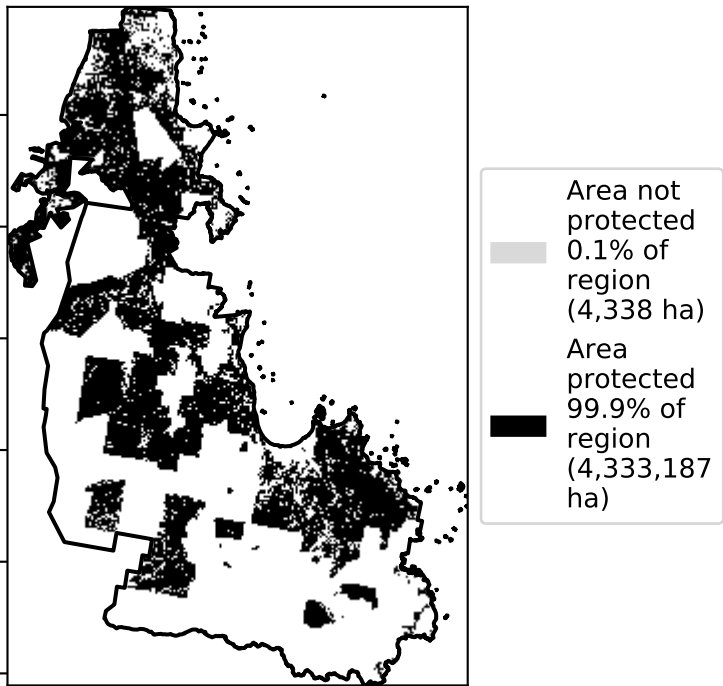 Area not
protected
0.1% of
region
(4,338 ha)
Area
protected
99.9% of
region
(4,333,187
ha)